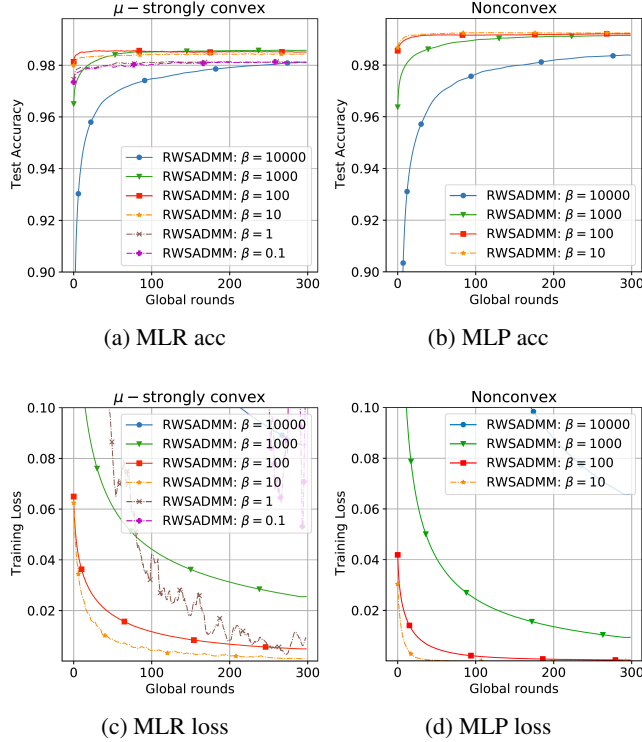 μ − strongly convex
Test Accuracy
0.98
0.96
0.94
0.92
0.90
RWSADMM: β = 10000
RWSADMM: β = 1000
RWSADMM: β = 100
RWSADMM: β = 10
RWSADMM: β = 1
RWSADMM: β = 0.1
0 100 200 300
Global rounds
(a) MLR acc
Nonconvex
Test Accuracy
0.98
0.96
0.94
0.92
0.90
RWSADMM: β = 10000
RWSADMM: β = 1000
RWSADMM: β = 100
RWSADMM: β = 10
0 100 200 300
Global rounds
(b) MLP acc
μ − strongly convex
Training Loss
0.10
0.08
0.06
0.04
0.02
RWSADMM: β = 10000
RWSADMM: β = 1000
RWSADMM: β = 100
RWSADMM: β = 10
RWSADMM: β = 1
RWSADMM: β = 0.1
0 100 200 300
Global rounds
(c) MLR loss
Nonconvex
Training Loss
0.10
0.08
0.06
0.04
0.02
RWSADMM: β = 10000
RWSADMM: β = 1000
RWSADMM: β = 100
RWSADMM: β = 10
0 100 200 300
Global rounds
(d) MLP loss